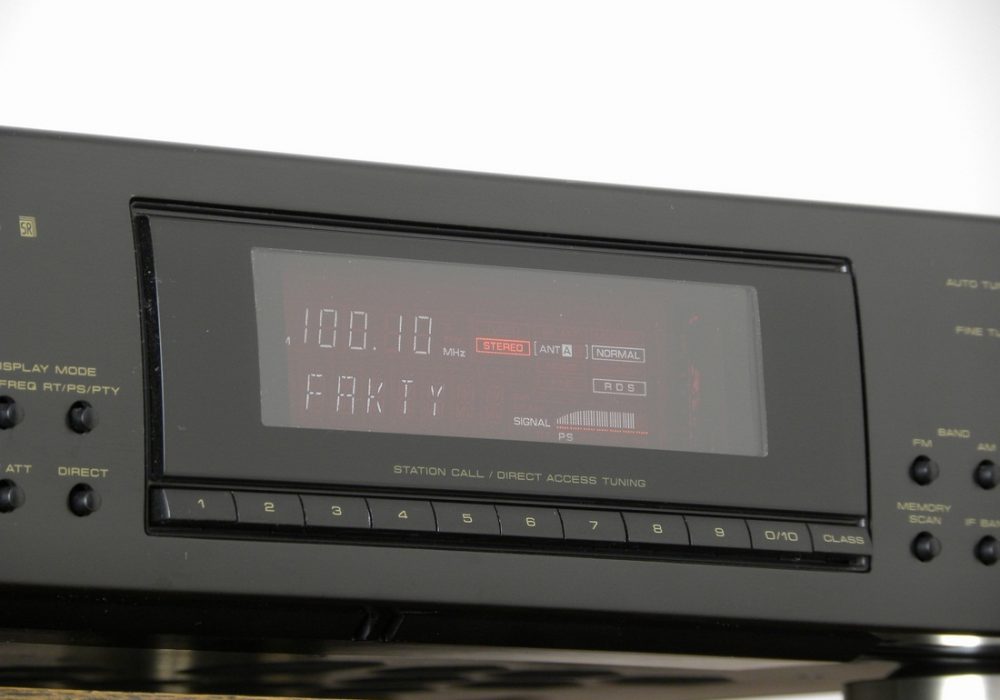 SR
AUTO TU
FINE T
100.10 MHz STEREO [ANT A ] NORMAL
FAKTY RDS
SIGNAL
PS
DISPLAY MODE
FREQ RT/PS/PTY
ATT DIRECT
STATION CALL / DIRECT ACCESS TUNING
1 2 3 4 5 6 7 8 9 0/10 CLASS
BAND
FM AM
MEMORY SCAN
IF BAN